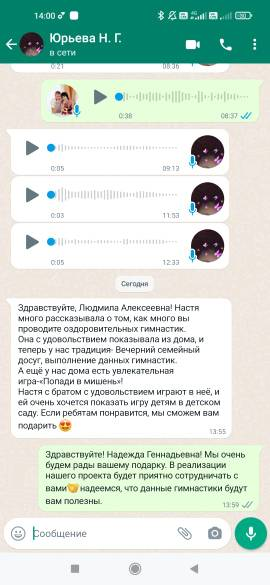 14:00
Юрьева Н. Г.
в сети
0:21
08:36
0:38
08:37
0:05
09:13
0:03
11:53
0:05
12:33
Сегодня
Здравствуйте, Людмила Алексеевна! Настя
много рассказывала о том, как много вы
проводите оздоровительных гимнастик.
Она с удовольствием показывала из дома, и
теперь у нас традиция- Вечерний семейный
досуг, выполнение данных гимнастик.
А ещё у нас дома есть увлекательная
игра-«Попади в мишень»!
Настя с братом с удовольствием играют в неё, и
ей очень хочется показать игру детям в детском
саду. Если ребятам понравится, мы сможем вам
подарить 😍
13:55
Здравствуйте! Надежда Геннадьевна! Мы очень
будем рады вашему подарку. В реализации
нашего проекта будет приятно сотрудничать с
вами🤝 надеемся, что данные гимнастики будут
вам полезны.
13:59
Сообщение